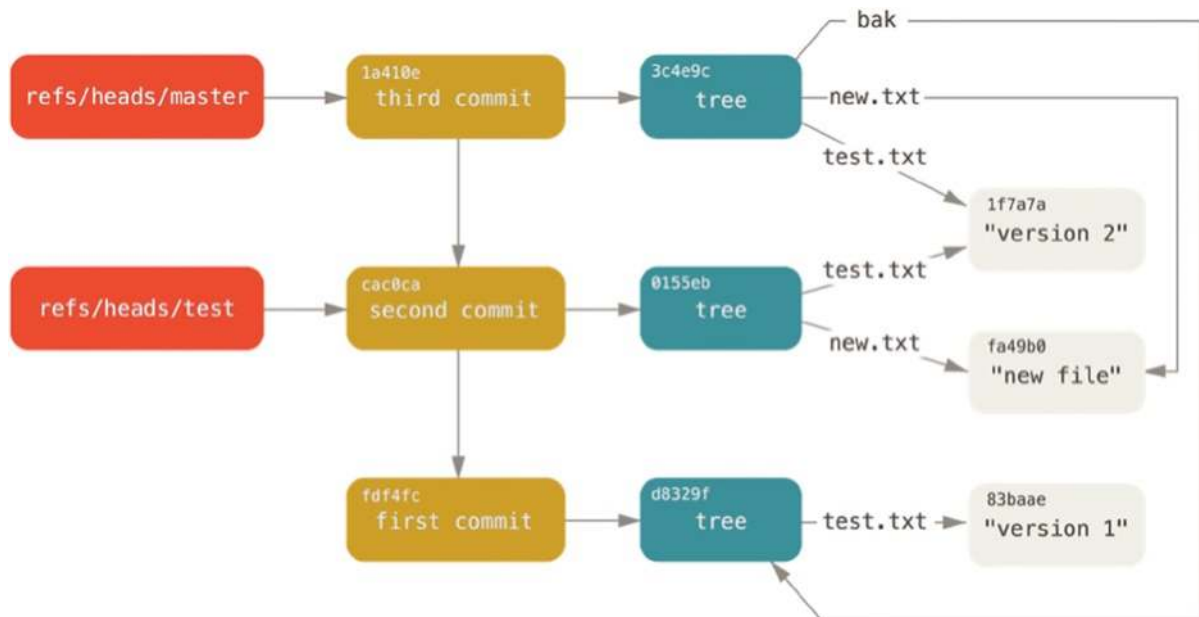 bak
refs/heads/master
1a410e
third commit
3c4e9c
tree
new.txt
test.txt
1f7a7a
"version 2"
refs/heads/test
cac0ca
second commit
0155eb
tree
test.txt
new.txt
fa49b0
"new file"
fdf4fc
first commit
d8329f
tree
test.txt
83baae
"version 1"